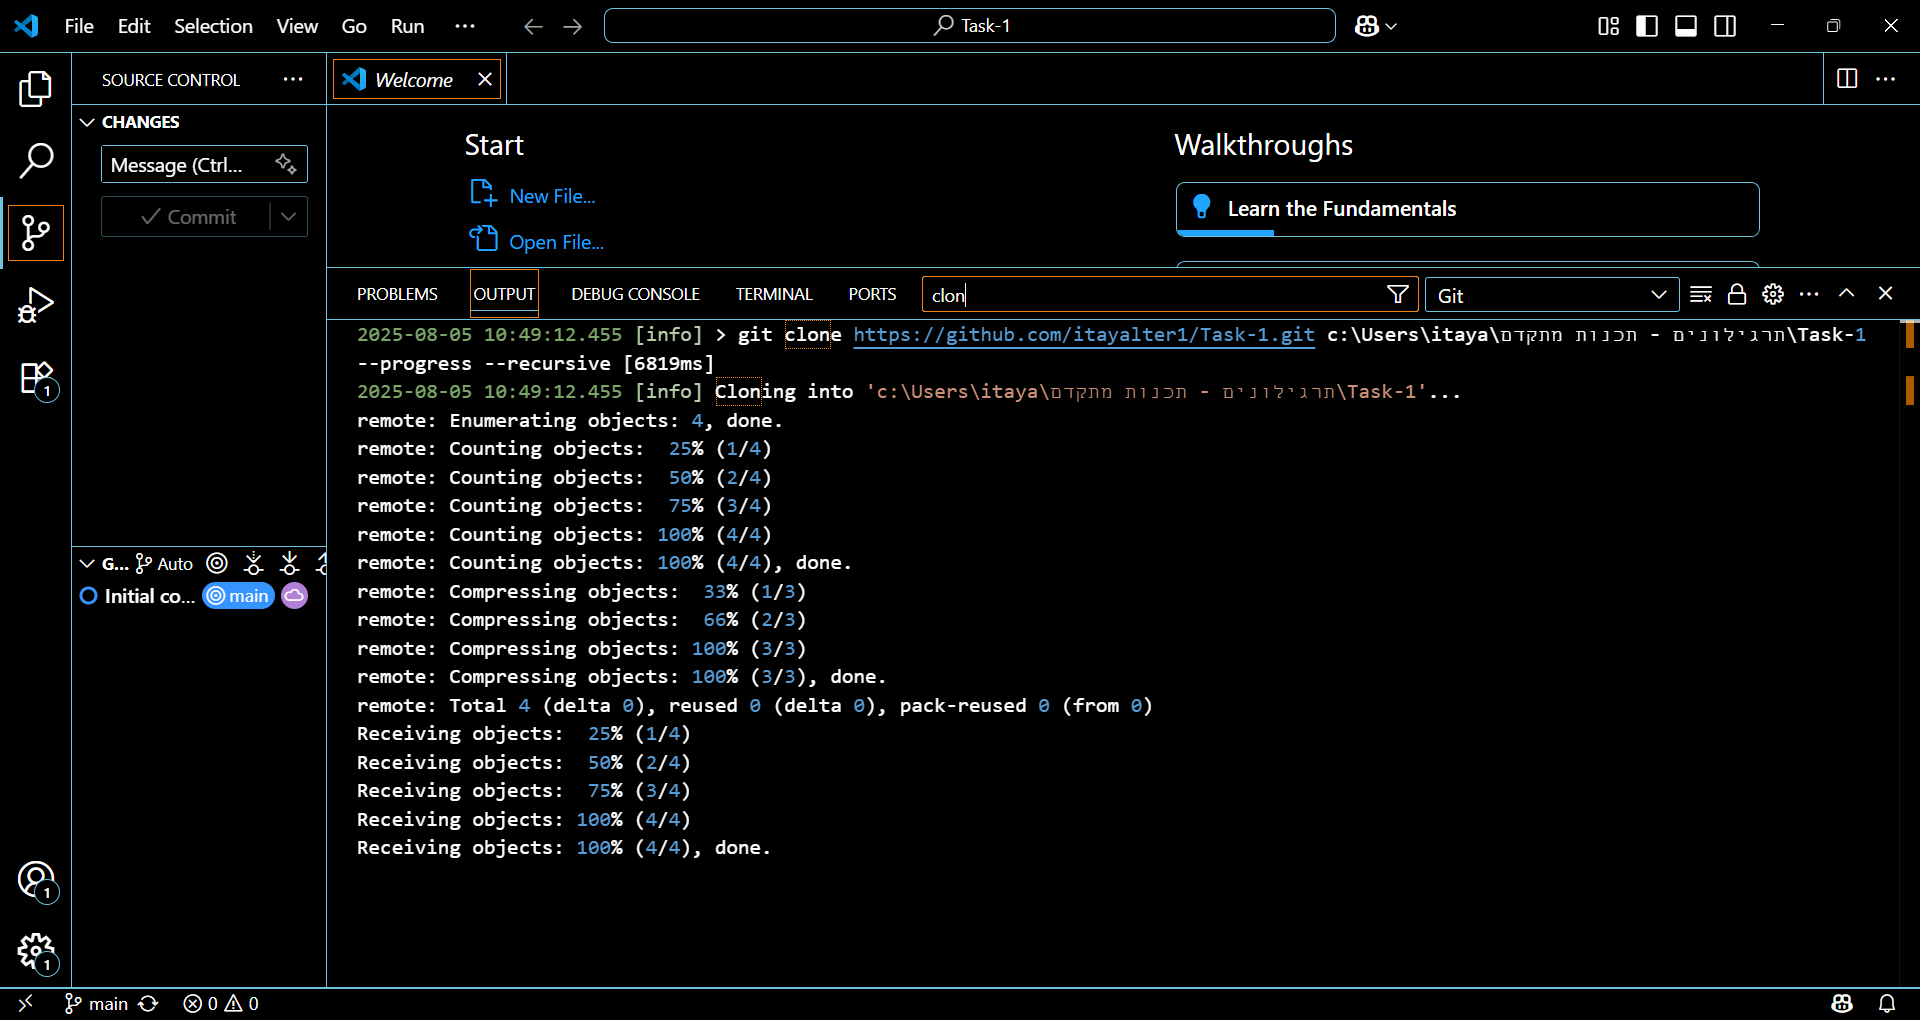 File Edit Selection View Go Run ··· Task-1
SOURCE CONTROL ···
Welcome
CHANGES
Message (Ctrl...
Commit
Start
New File...
Open File...
Walkthroughs
Learn the Fundamentals
PROBLEMS OUTPUT DEBUG CONSOLE TERMINAL PORTS clon Git
2025-08-05 10:49:12.455 [info] > git clone https://github.com/itayalter1/Task-1.git c:\Users\itaya\תרגילונים - תכנות מתקדם\Task-1
--progress --recursive [6819ms]
2025-08-05 10:49:12.455 [info] Cloning into 'c:\Users\itaya\תרגילונים - תכנות מתקדם\Task-1'...
remote: Enumerating objects: 4, done.
remote: Counting objects:  25% (1/4)
remote: Counting objects:  50% (2/4)
remote: Counting objects:  75% (3/4)
remote: Counting objects: 100% (4/4)
remote: Counting objects: 100% (4/4), done.
remote: Compressing objects:  33% (1/3)
remote: Compressing objects:  66% (2/3)
remote: Compressing objects: 100% (3/3)
remote: Compressing objects: 100% (3/3), done.
remote: Total 4 (delta 0), reused 0 (delta 0), pack-reused 0 (from 0)
Receiving objects:  25% (1/4)
Receiving objects:  50% (2/4)
Receiving objects:  75% (3/4)
Receiving objects: 100% (4/4)
Receiving objects: 100% (4/4), done.
G... Auto
Initial co... main
1
1
1
main 0 0